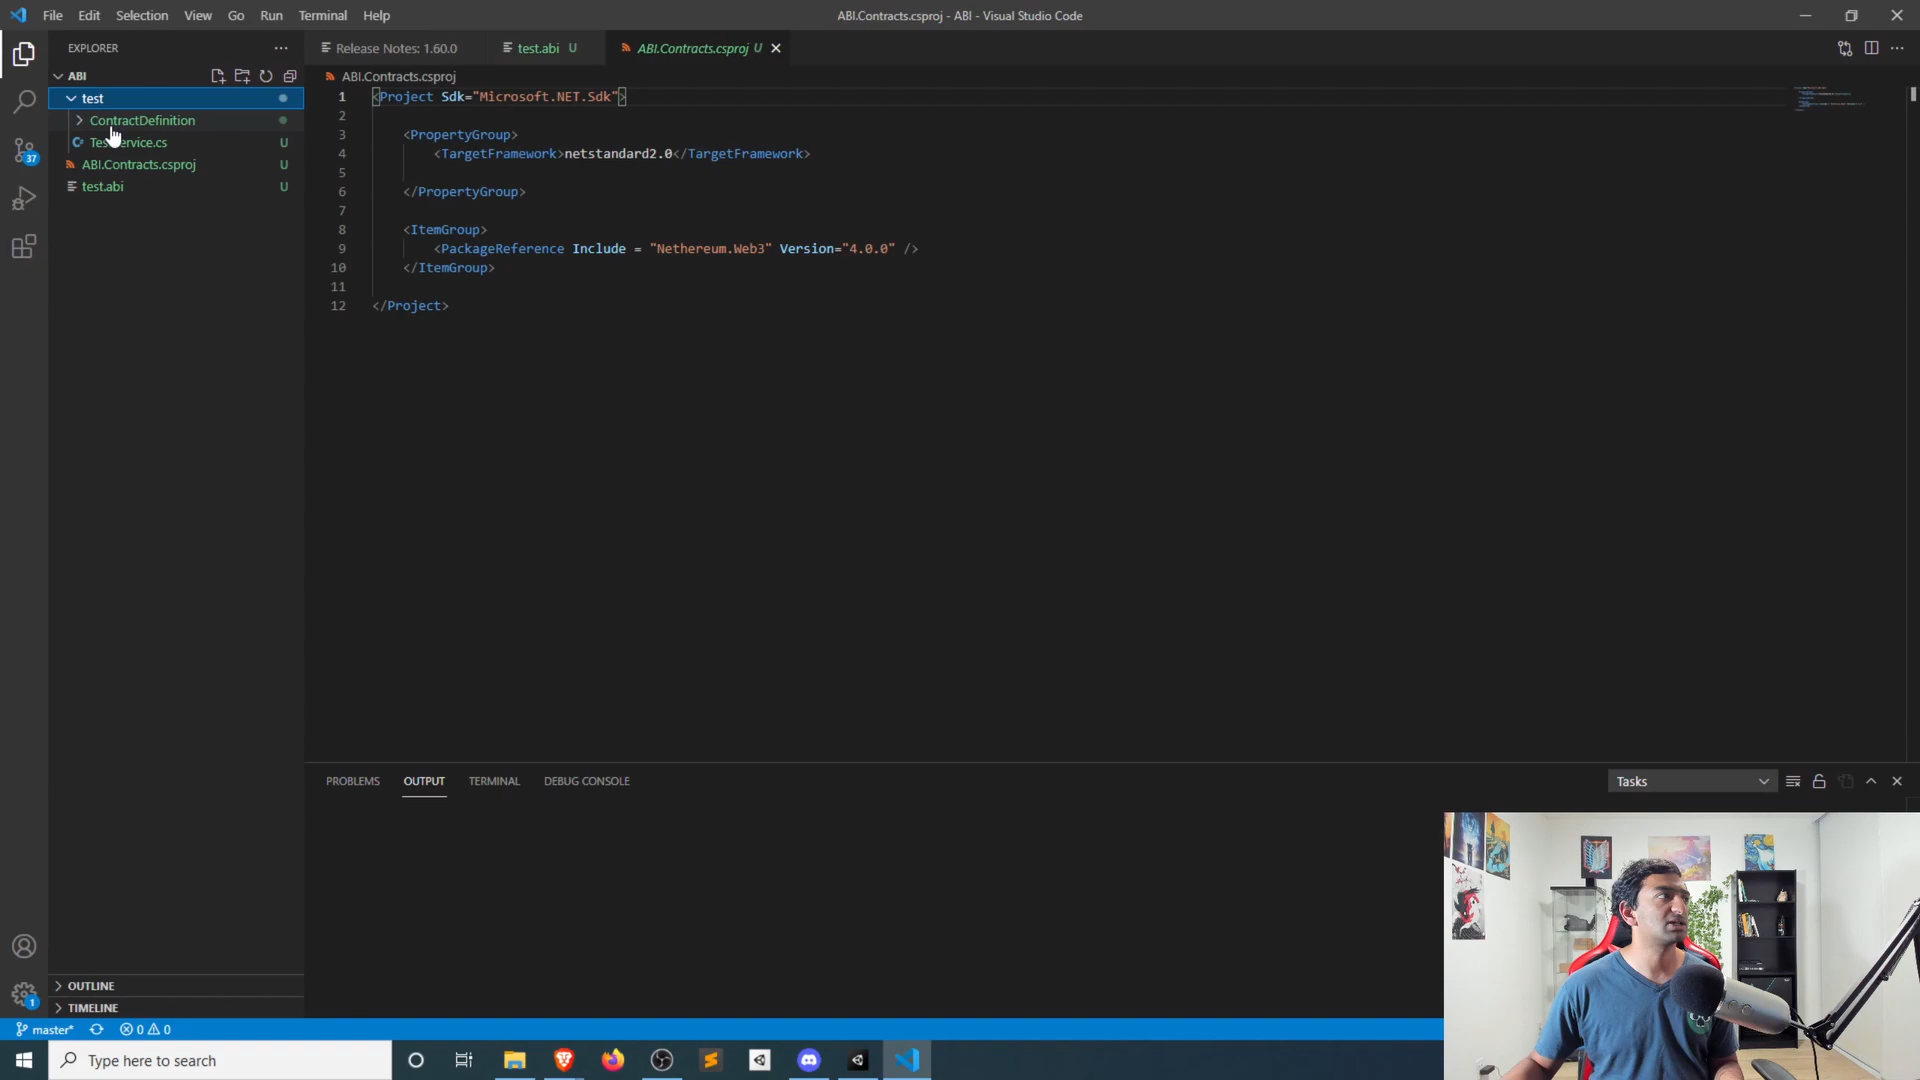 File Edit Selection View Go Run Terminal Help
ABI.Contracts.csproj - ABI - Visual Studio Code
EXPLORER
Release Notes: 1.60.0
test.abi U
ABI.Contracts.csproj U
ABI
ABI.Contracts.csproj
test
ContractDefinition
U
ABI.Contracts.csproj U
test.abi U
37
1 <Project Sdk="Microsoft.NET.Sdk">
2
3 <PropertyGroup>
4 <TargetFramework>netstandard2.0</TargetFramework>
5
6 </PropertyGroup>
7
8 <ItemGroup>
9 <PackageReference Include = "Nethereum.Web3" Version="4.0.0" />
10 </ItemGroup>
11
12 </Project>
PROBLEMS OUTPUT TERMINAL DEBUG CONSOLE
Tasks
OUTLINE
TIMELINE
1
master* 0 0
Type here to search